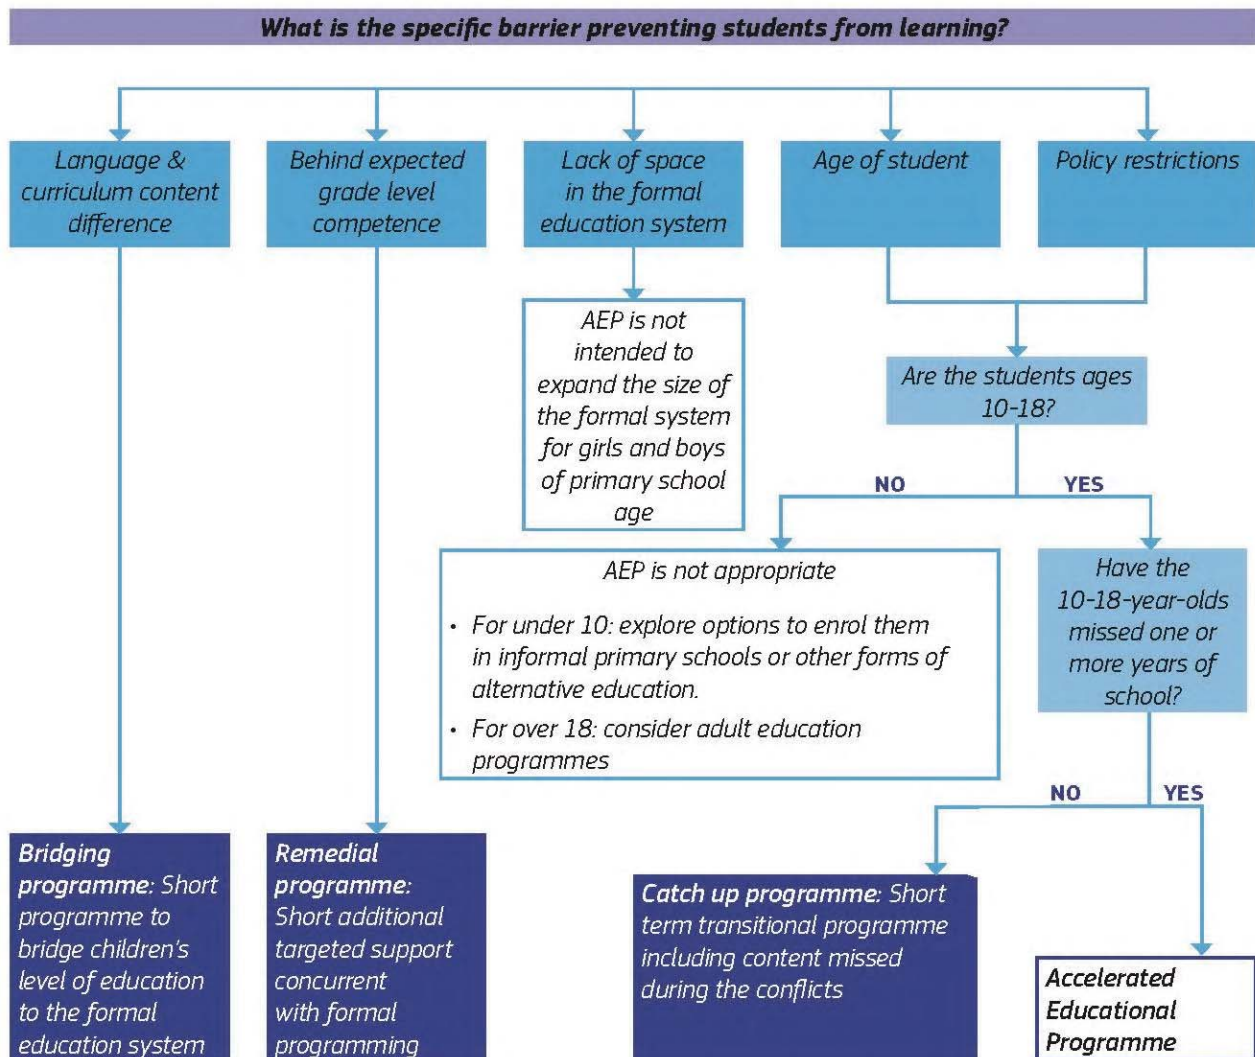 What is the specific barrier preventing students from learning?
Language &
curriculum content
difference
Behind expected
grade level
competence
Lack of space
in the formal
education system
Age of student
Policy restrictions
AEP is not
intended to
expand the size of
the formal system
for girls and boys
of primary school
age
Are the students ages
10-18?
NO
YES
AEP is not appropriate
• For under 10: explore options to enrol them
in informal primary schools or other forms of
alternative education.
• For over 18: consider adult education
programmes
Have the
10-18-year-olds
missed one or
more years of
school?
NO
YES
Bridging
programme: Short
programme to
bridge children's
level of education
to the formal
education system
Remedial
programme:
Short additional
targeted support
concurrent
with formal
programming
Catch up programme: Short
term transitional programme
including content missed
during the conflicts
Accelerated
Educational
Programme